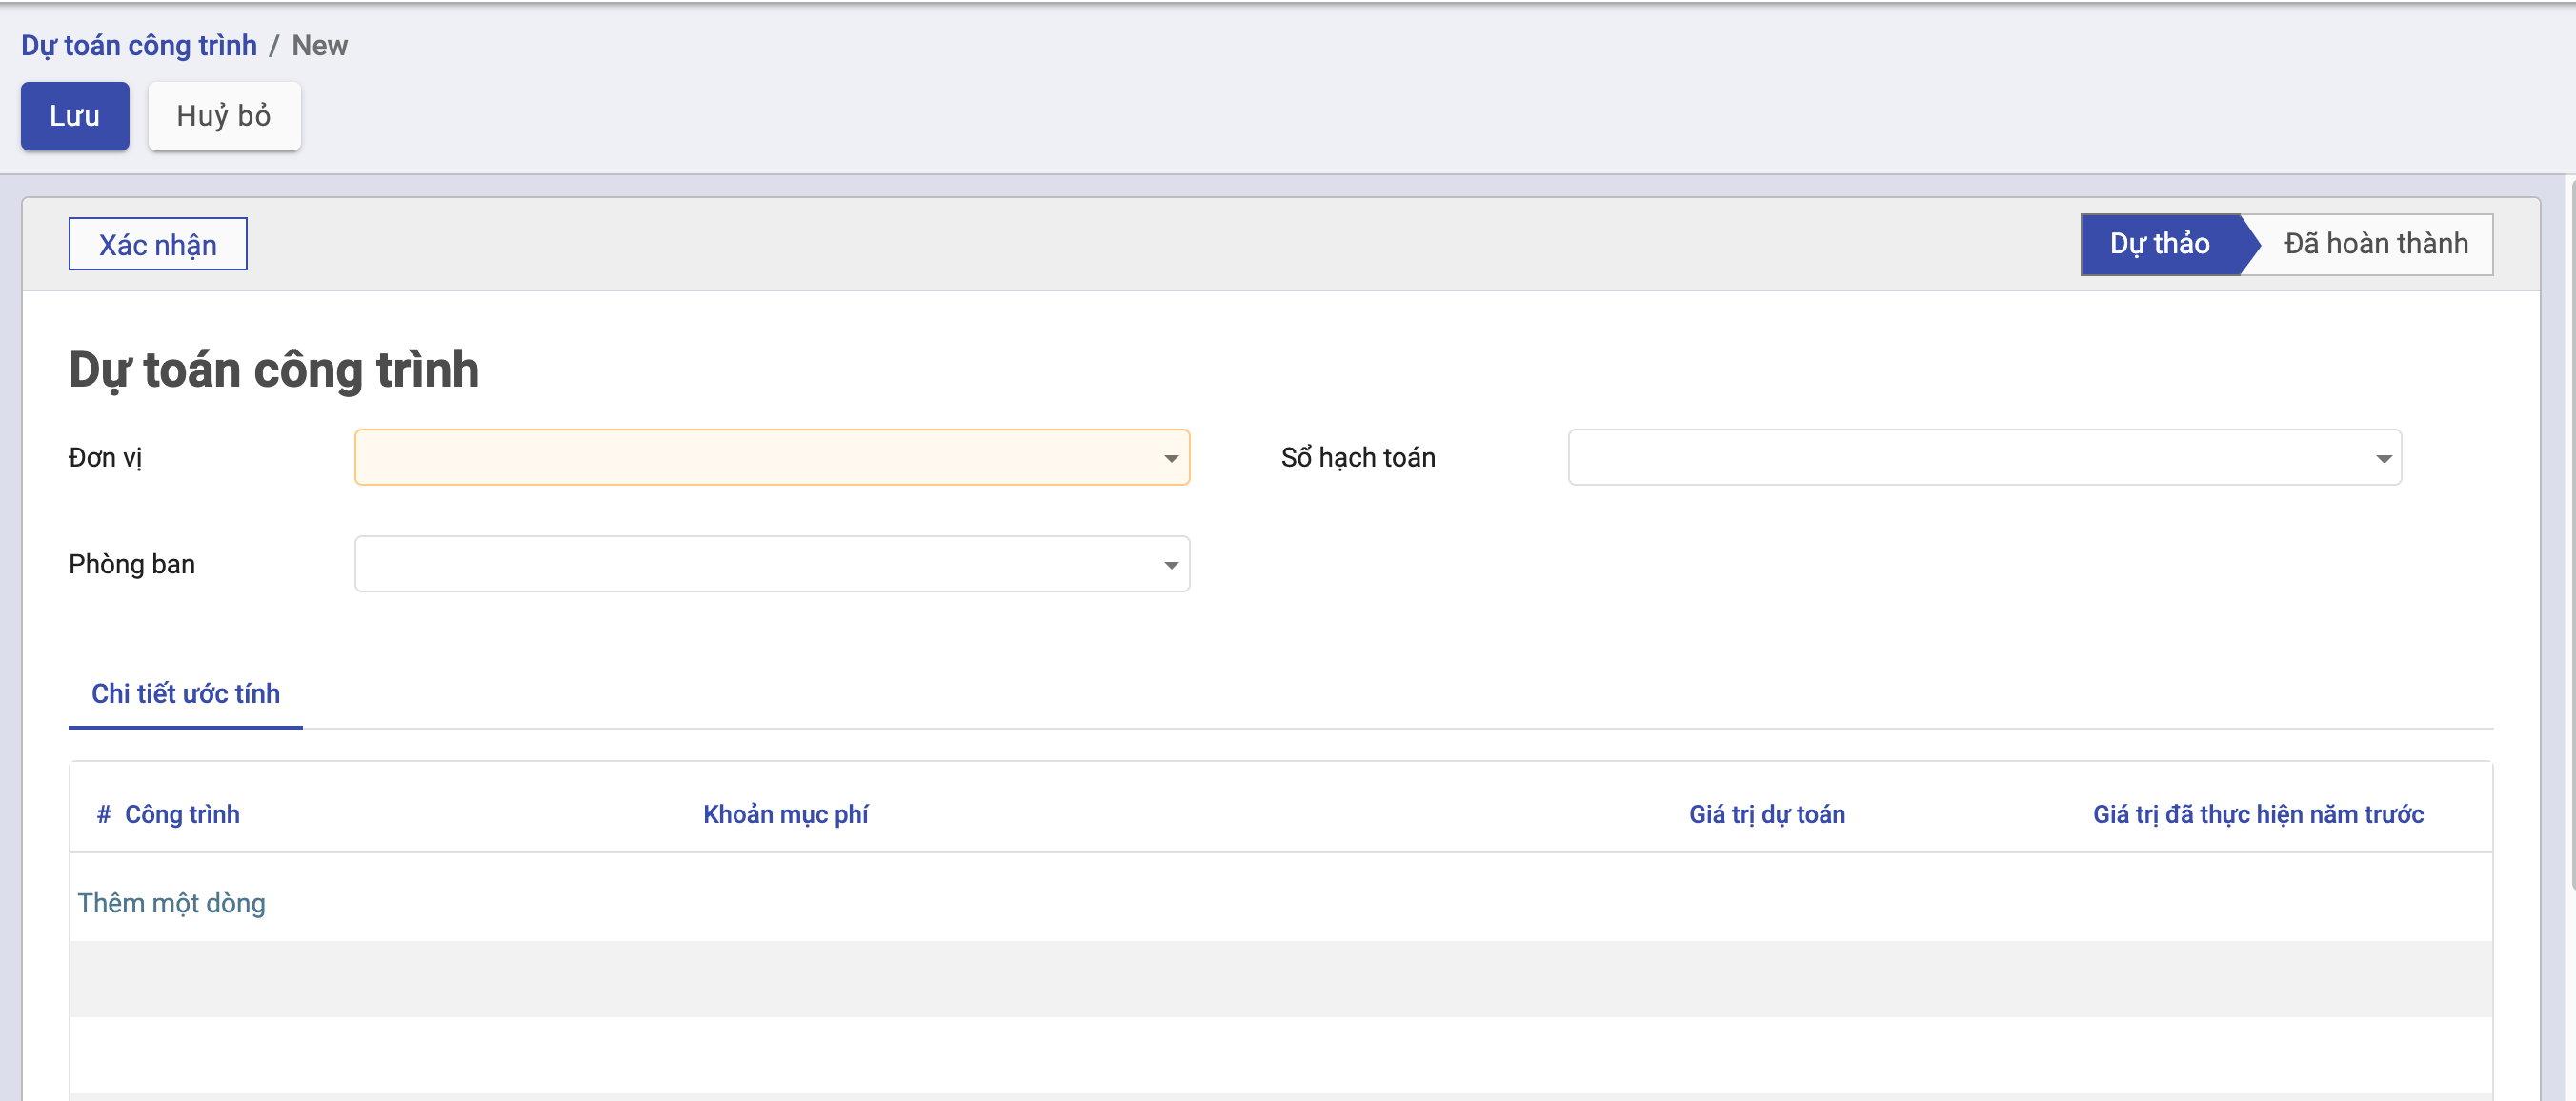 Dự toán công trình / New
Lưu Huỷ bỏ
Xác nhận Dự thảo Đã hoàn thành
Dự toán công trình
Đơn vị Sổ hạch toán
Phòng ban
Chi tiết ước tính
# Công trình Khoản mục phí Giá trị dự toán Giá trị đã thực hiện năm trước
Thêm một dòng